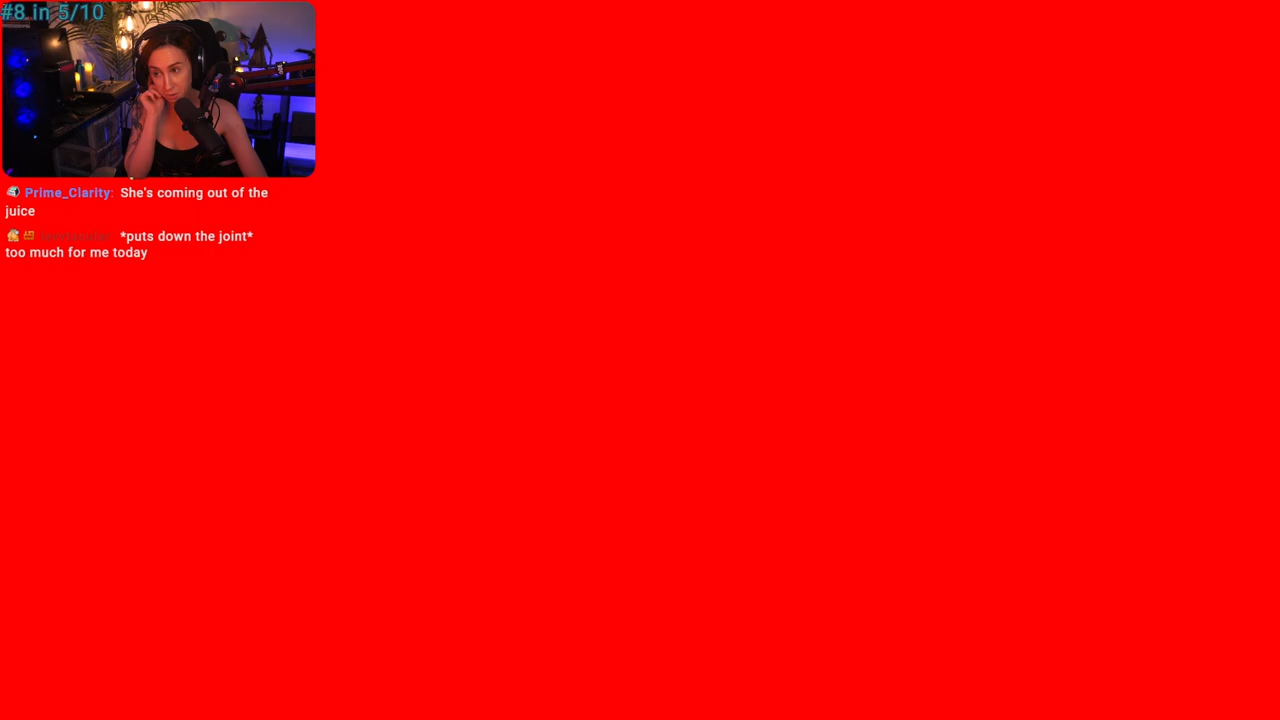 #8 in 5/10
Prime_Clarity: She's coming out of the
juice
*puts down the joint*
too much for me today